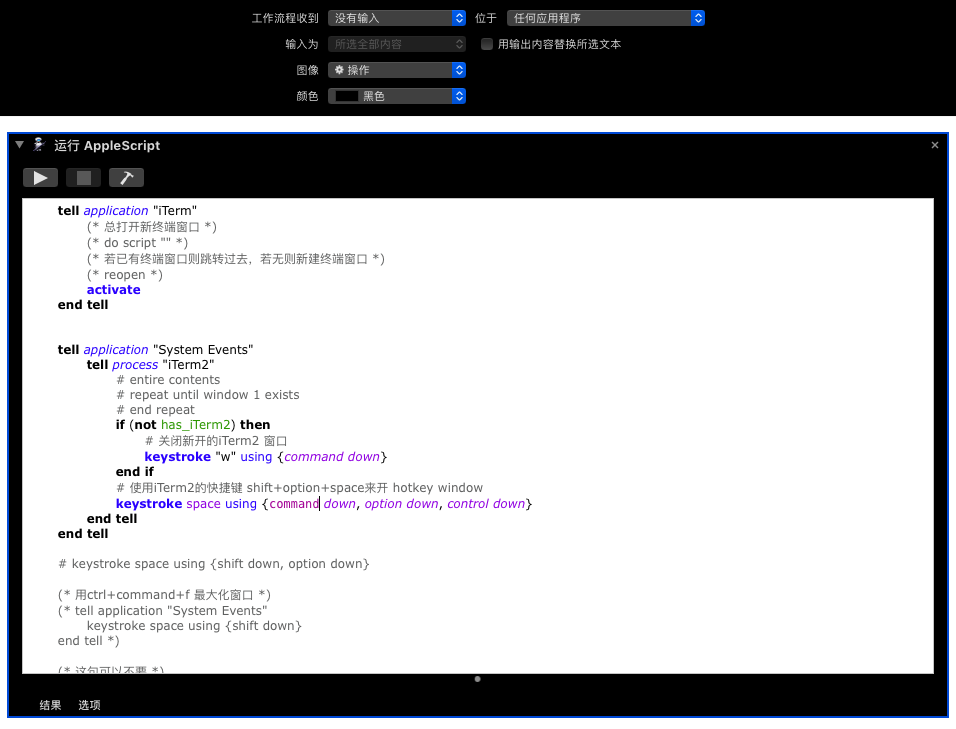 工作流程收到 没有输入 位于 任何应用程序
输入为 所选全部内容 用输出内容替换所选文本
图像 操作
颜色 黑色
运行 AppleScript
tell application "iTerm"
(* 总打开新终端窗口 *)
(* do script "" *)
(* 若已有终端窗口则跳转过去，若无则新建终端窗口 *)
(* reopen *)
activate
end tell
tell application "System Events"
tell process "iTerm2"
# entire contents
# repeat until window 1 exists
# end repeat
if (not has_iTerm2) then
# 关闭新开的iTerm2 窗口
keystroke "w" using {command down}
end if
# 使用iTerm2的快捷键 shift+option+space来开 hotkey window
keystroke space using {command down, option down, control down}
end tell
end tell
# keystroke space using {shift down, option down}
(* 用ctrl+command+f 最大化窗口 *)
(* tell application "System Events"
keystroke space using {shift down}
end tell *)
(* 这句可以不要 *)
结果 选项